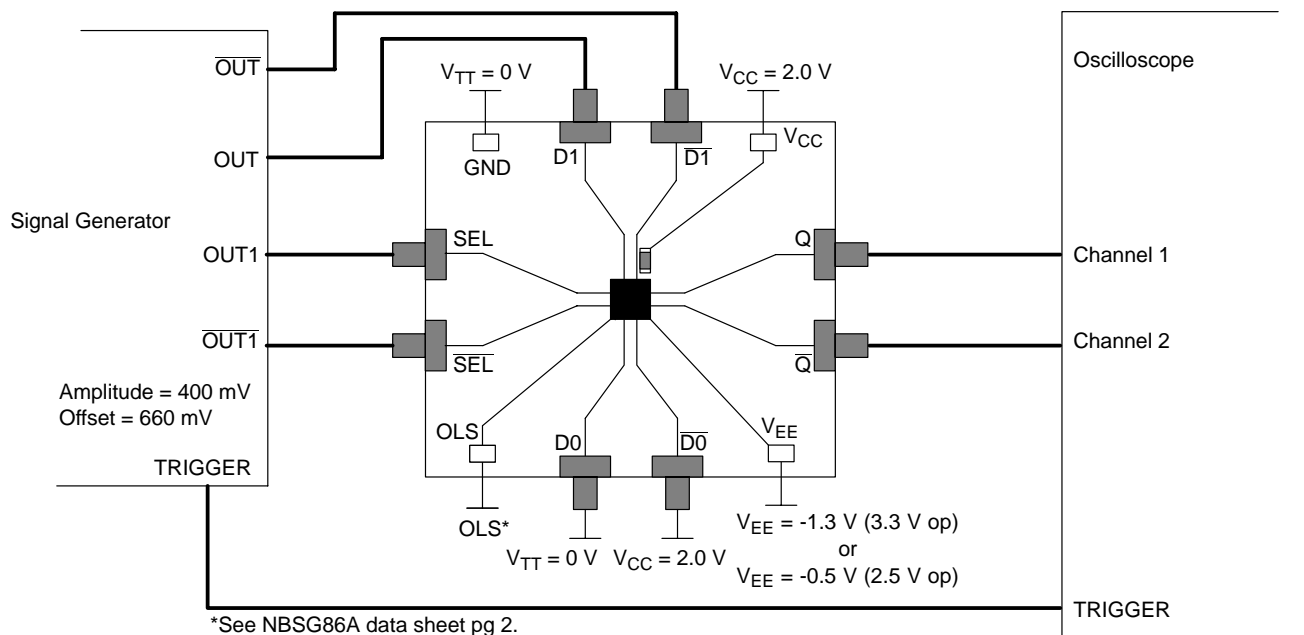 Signal Generator
O̅U̅T̅
OUT
OUT1
O̅U̅T̅1̅
Amplitude = 400 mV
Offset = 660 mV
TRIGGER
V_TT = 0 V
GND
D1
D̅1̅
V_CC = 2.0 V
V_CC
SEL
S̅E̅L̅
Q
Q̅
OLS
OLS*
D0
D̅0̅
V_EE
V_TT = 0 V
V_CC = 2.0 V
V_EE = -1.3 V (3.3 V op)
or
V_EE = -0.5 V (2.5 V op)
Oscilloscope
Channel 1
Channel 2
TRIGGER
*See NBSG86A data sheet pg 2.